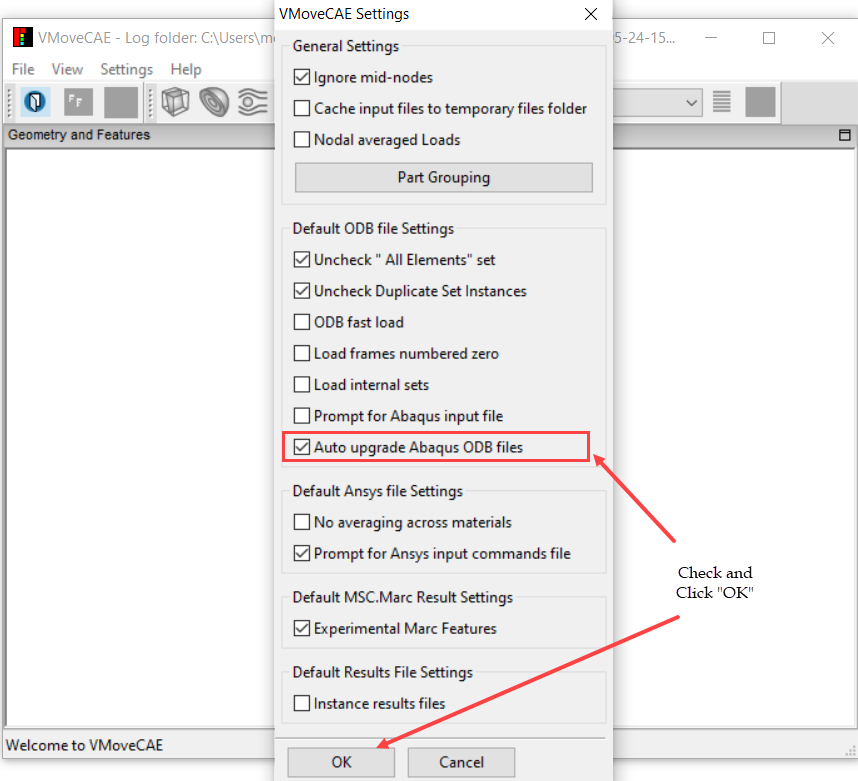 VMoveCAE Settings
VMoveCAE - Log folder: C:\Users\m
5-24-15...
File View Settings Help
F F
Geometry and Features
General Settings
Ignore mid-nodes
Cache input files to temporary files folder
Nodal averaged Loads
Part Grouping
Default ODB file Settings
Uncheck " All Elements" set
Uncheck Duplicate Set Instances
ODB fast load
Load frames numbered zero
Load internal sets
Prompt for Abaqus input file
Auto upgrade Abaqus ODB files
Default Ansys file Settings
No averaging across materials
Prompt for Ansys input commands file
Default MSC.Marc Result Settings
Experimental Marc Features
Default Results File Settings
Instance results files
Check and
Click "OK"
Welcome to VMoveCAE
OK Cancel